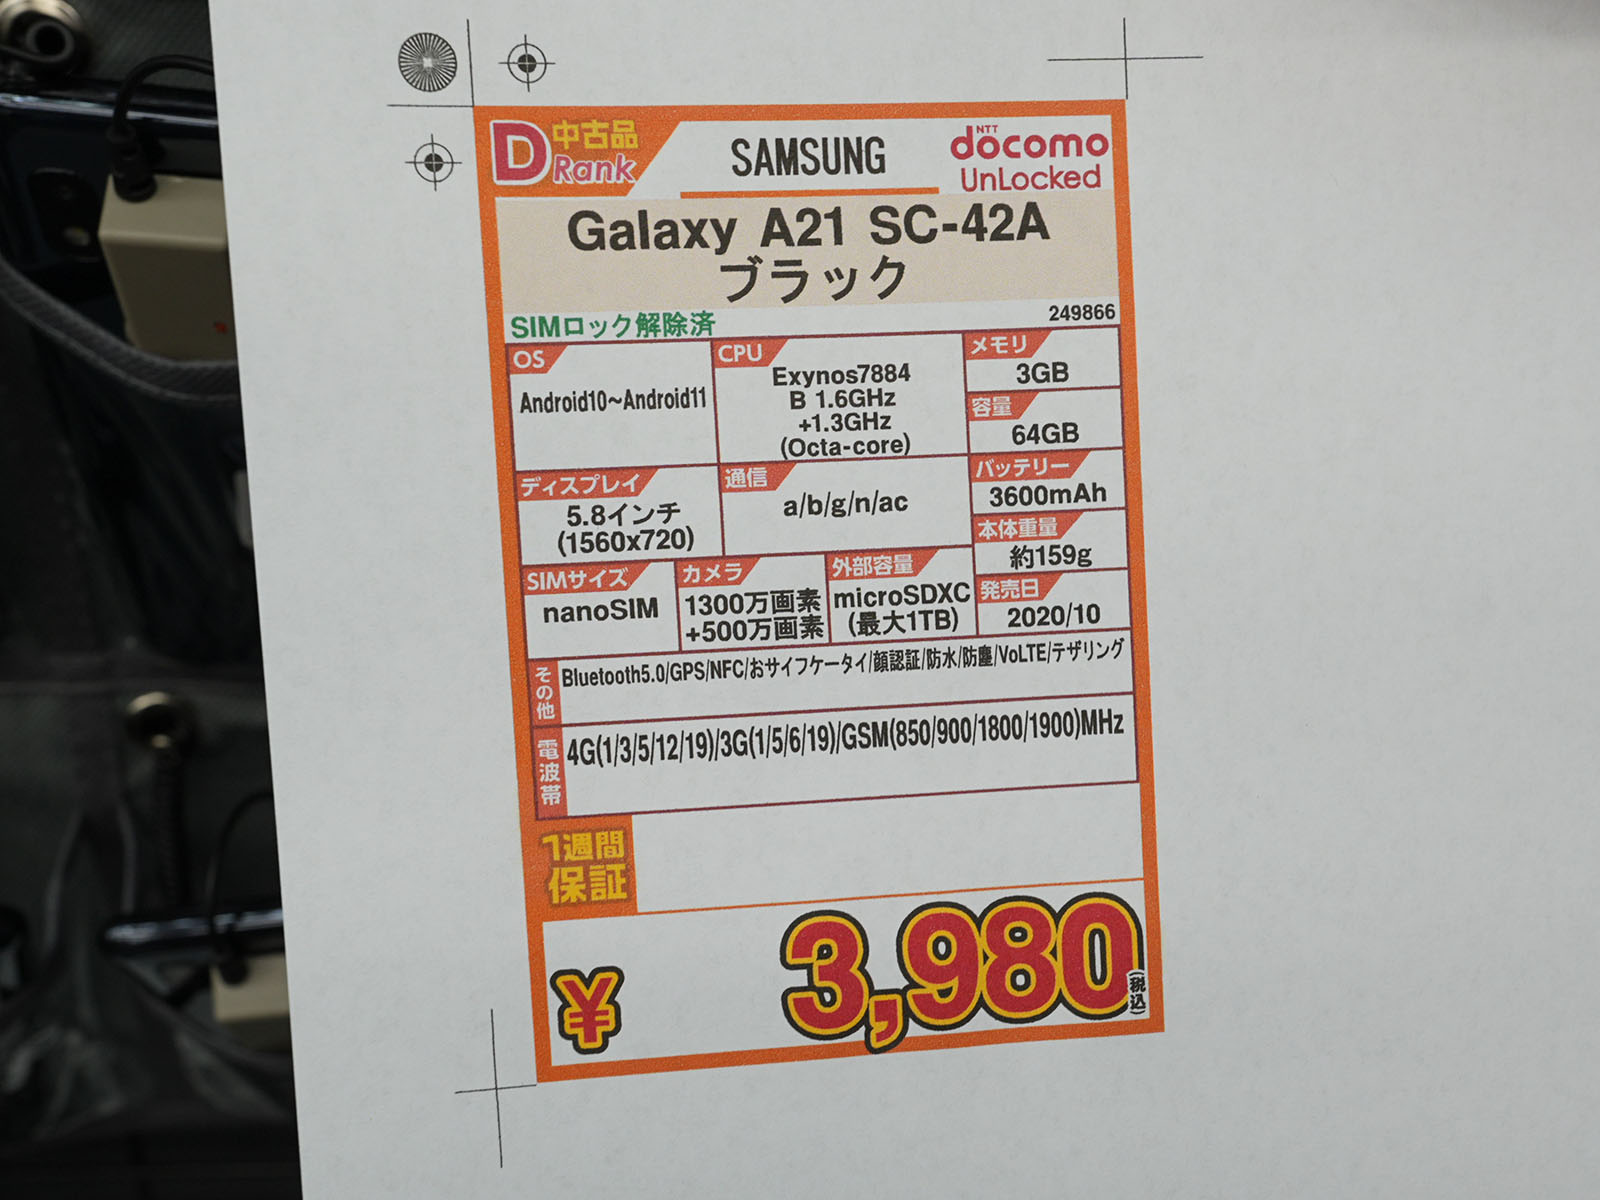 D 中古品
Rank
SAMSUNG
NTT
docomo
UnLocked
Galaxy A21 SC-42A
ブラック
SIMロック解除済
249866
OS
Android10～Android11
CPU
Exynos7884
B 1.6GHz
+1.3GHz
(Octa-core)
メモリ
3GB
容量
64GB
ディスプレイ
5.8インチ
(1560x720)
通信
a/b/g/n/ac
バッテリー
3600mAh
本体重量
約159g
SIMサイズ
nanoSIM
カメラ
1300万画素
+500万画素
外部容量
microSDXC
(最大1TB)
発売日
2020/10
その他
Bluetooth5.0/GPS/NFC/おサイフケータイ/顔認証/防水/防塵/VoLTE/テザリング
電波帯
4G(1/3/5/12/19)/3G(1/5/6/19)/GSM(850/900/1800/1900)MHz
1週間
保証
¥3,980
(税込)